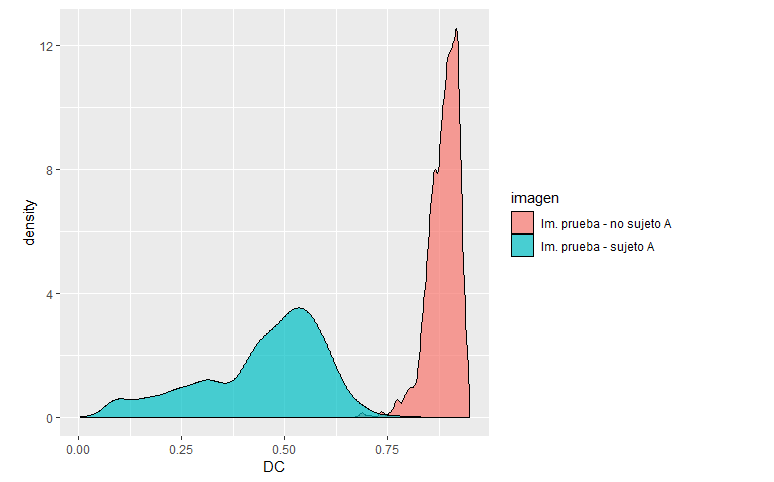 12
8
4
0
density
0.00 0.25 0.50 0.75
DC
imagen
Im. prueba - no sujeto A
Im. prueba - sujeto A